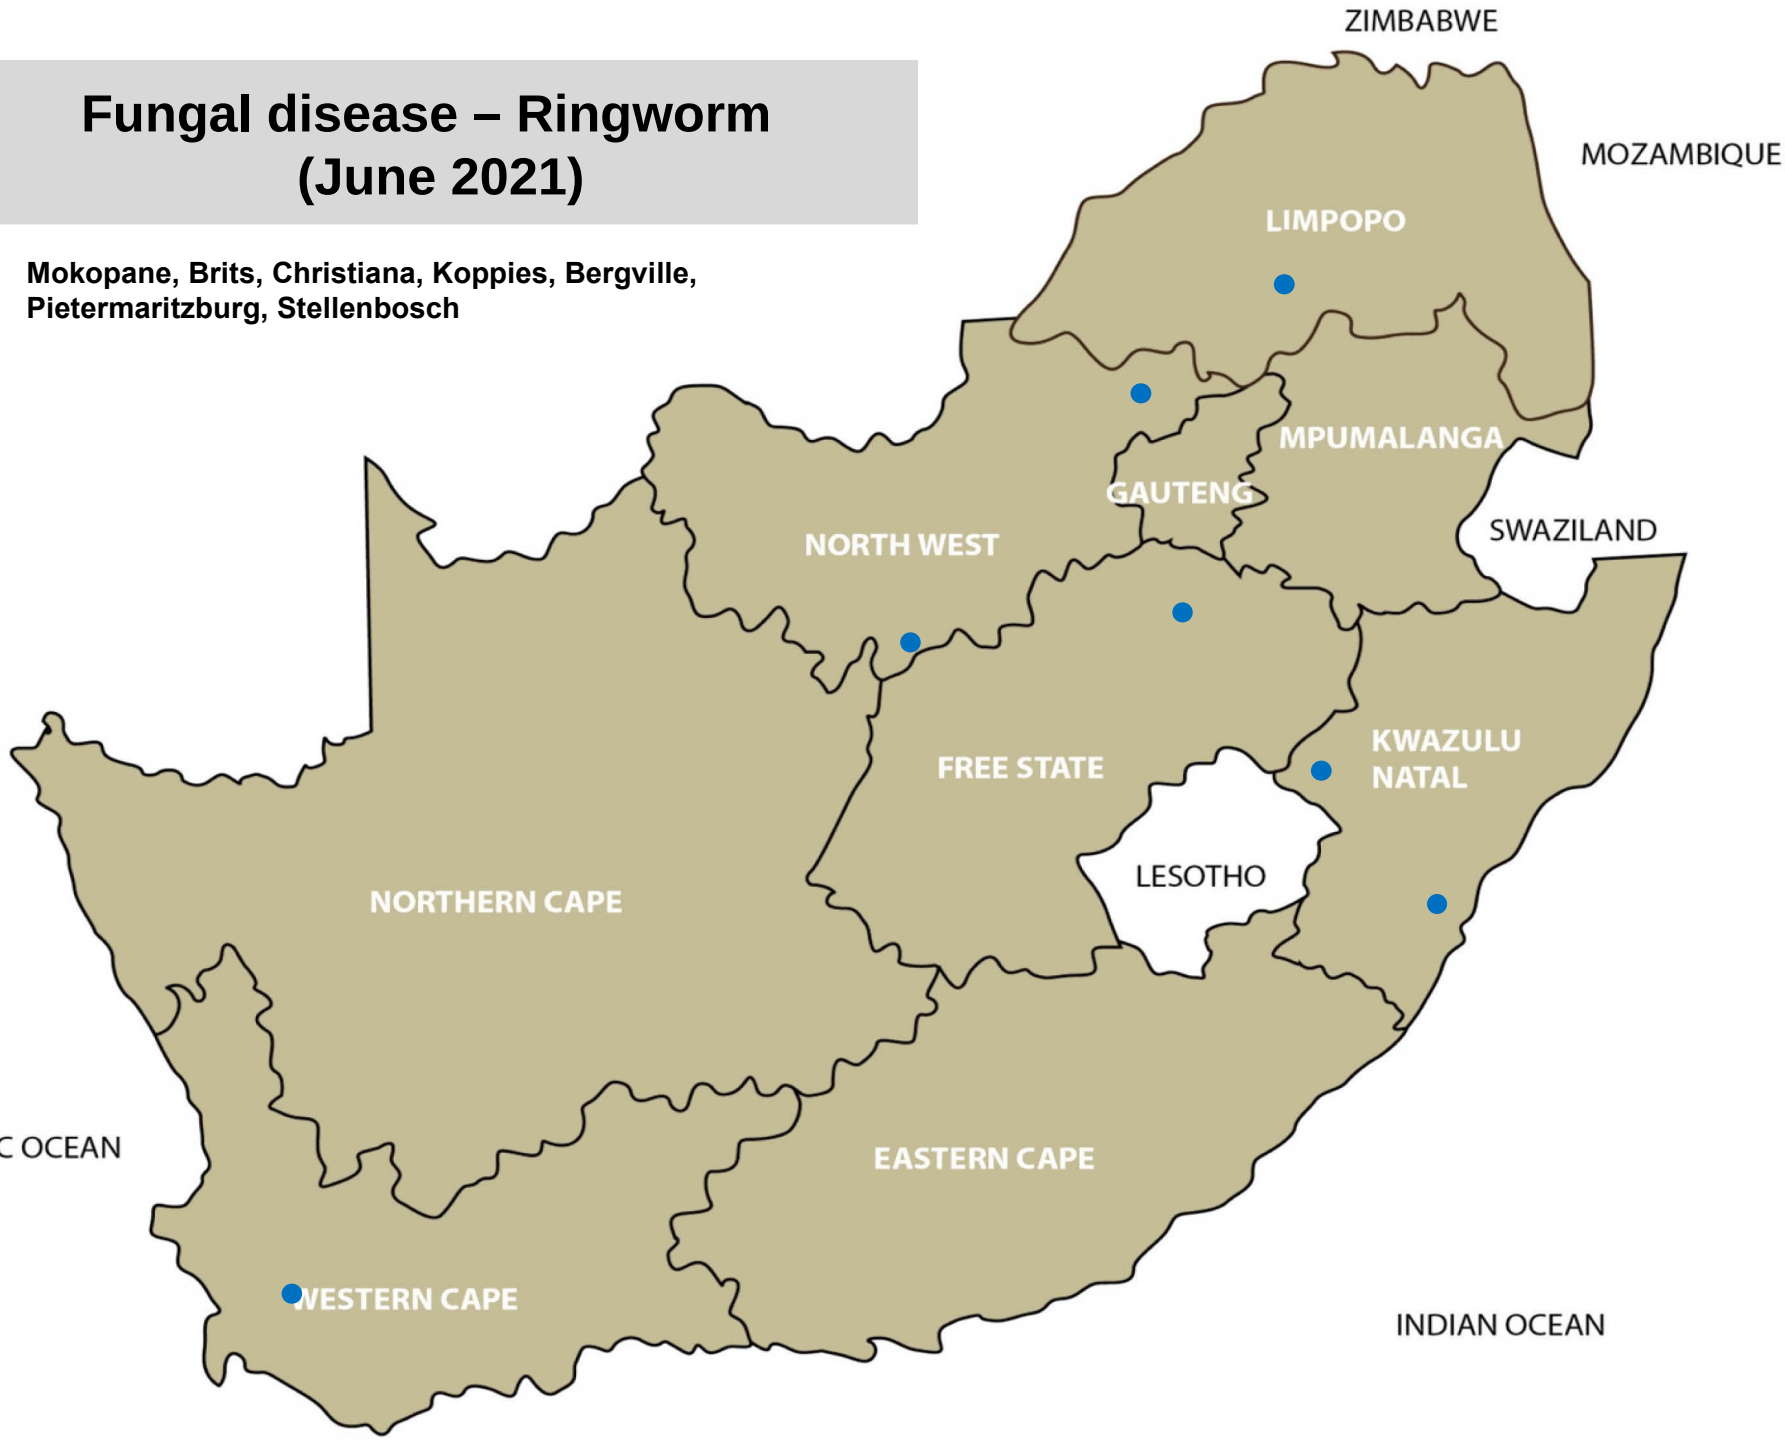 ZIMBABWE
Fungal disease – Ringworm
(June 2021)
MOZAMBIQUE
LIMPOPO
Mokopane, Brits, Christiana, Koppies, Bergville,
Pietermaritzburg, Stellenbosch
MPUMALANGA
GAUTENG
NORTH WEST
SWAZILAND
KWAZULU
NATAL
FREE STATE
LESOTHO
NORTHERN CAPE
C OCEAN
EASTERN CAPE
WESTERN CAPE
INDIAN OCEAN